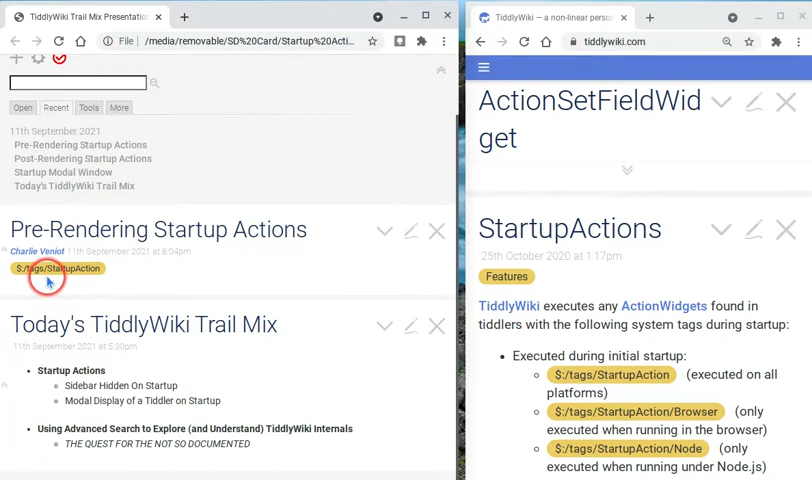 TiddlyWiki Trail Mix Presentation
File
/media/removable/SD%20Card/Startup%20Acti...
Open
Recent
Tools
More
11th September 2021
Pre-Rendering Startup Actions
Post-Rendering Startup Actions
Startup Modal Window
Today's TiddlyWiki Trail Mix
Pre-Rendering Startup Actions
Charlie Veniot 11th September 2021 at 6:04pm
$:/tags/StartupAction
Today's TiddlyWiki Trail Mix
11th September 2021 at 5:30pm
• Startup Actions
Sidebar Hidden On Startup
Modal Display of a Tiddler on Startup
• Using Advanced Search to Explore (and Understand) TiddlyWiki Internals
THE QUEST FOR THE NOT SO DOCUMENTED
TiddlyWiki — a non-linear perso
tiddlywiki.com
ActionSetFieldWid
get
StartupActions
25th October 2020 at 1:17pm
Features
TiddlyWiki executes any ActionWidgets found in
tiddlers with the following system tags during startup:
• Executed during initial startup:
$:/tags/StartupAction (executed on all
platforms)
$:/tags/StartupAction/Browser (only
executed when running in the browser)
$:/tags/StartupAction/Node (only
executed when running under Node.js)